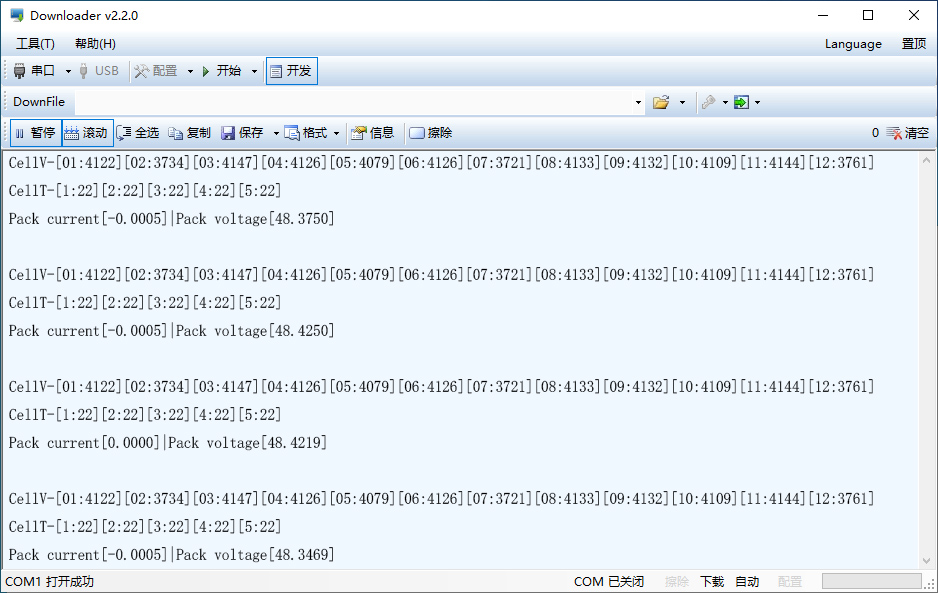 Downloader v2.2.0
工具(T) 帮助(H) Language 置顶
串口 USB 配置 开始 开发
DownFile
暂停 滚动 全选 复制 保存 格式 信息 擦除 0 清空
CellV-[01:4122][02:3734][03:4147][04:4126][05:4079][06:4126][07:3721][08:4133][09:4132][10:4109][11:4144][12:3761]
CellT-[1:22][2:22][3:22][4:22][5:22]
Pack current[-0.0005]|Pack voltage[48.3750]
CellV-[01:4122][02:3734][03:4147][04:4126][05:4079][06:4126][07:3721][08:4133][09:4132][10:4109][11:4144][12:3761]
CellT-[1:22][2:22][3:22][4:22][5:22]
Pack current[-0.0005]|Pack voltage[48.4250]
CellV-[01:4122][02:3734][03:4147][04:4126][05:4079][06:4126][07:3721][08:4133][09:4132][10:4109][11:4144][12:3761]
CellT-[1:22][2:22][3:22][4:22][5:22]
Pack current[0.0000]|Pack voltage[48.4219]
CellV-[01:4122][02:3734][03:4147][04:4126][05:4079][06:4126][07:3721][08:4133][09:4132][10:4109][11:4144][12:3761]
CellT-[1:22][2:22][3:22][4:22][5:22]
Pack current[-0.0005]|Pack voltage[48.3469]
COM1 打开成功 COM 已关闭 擦除 下载 自动 配置